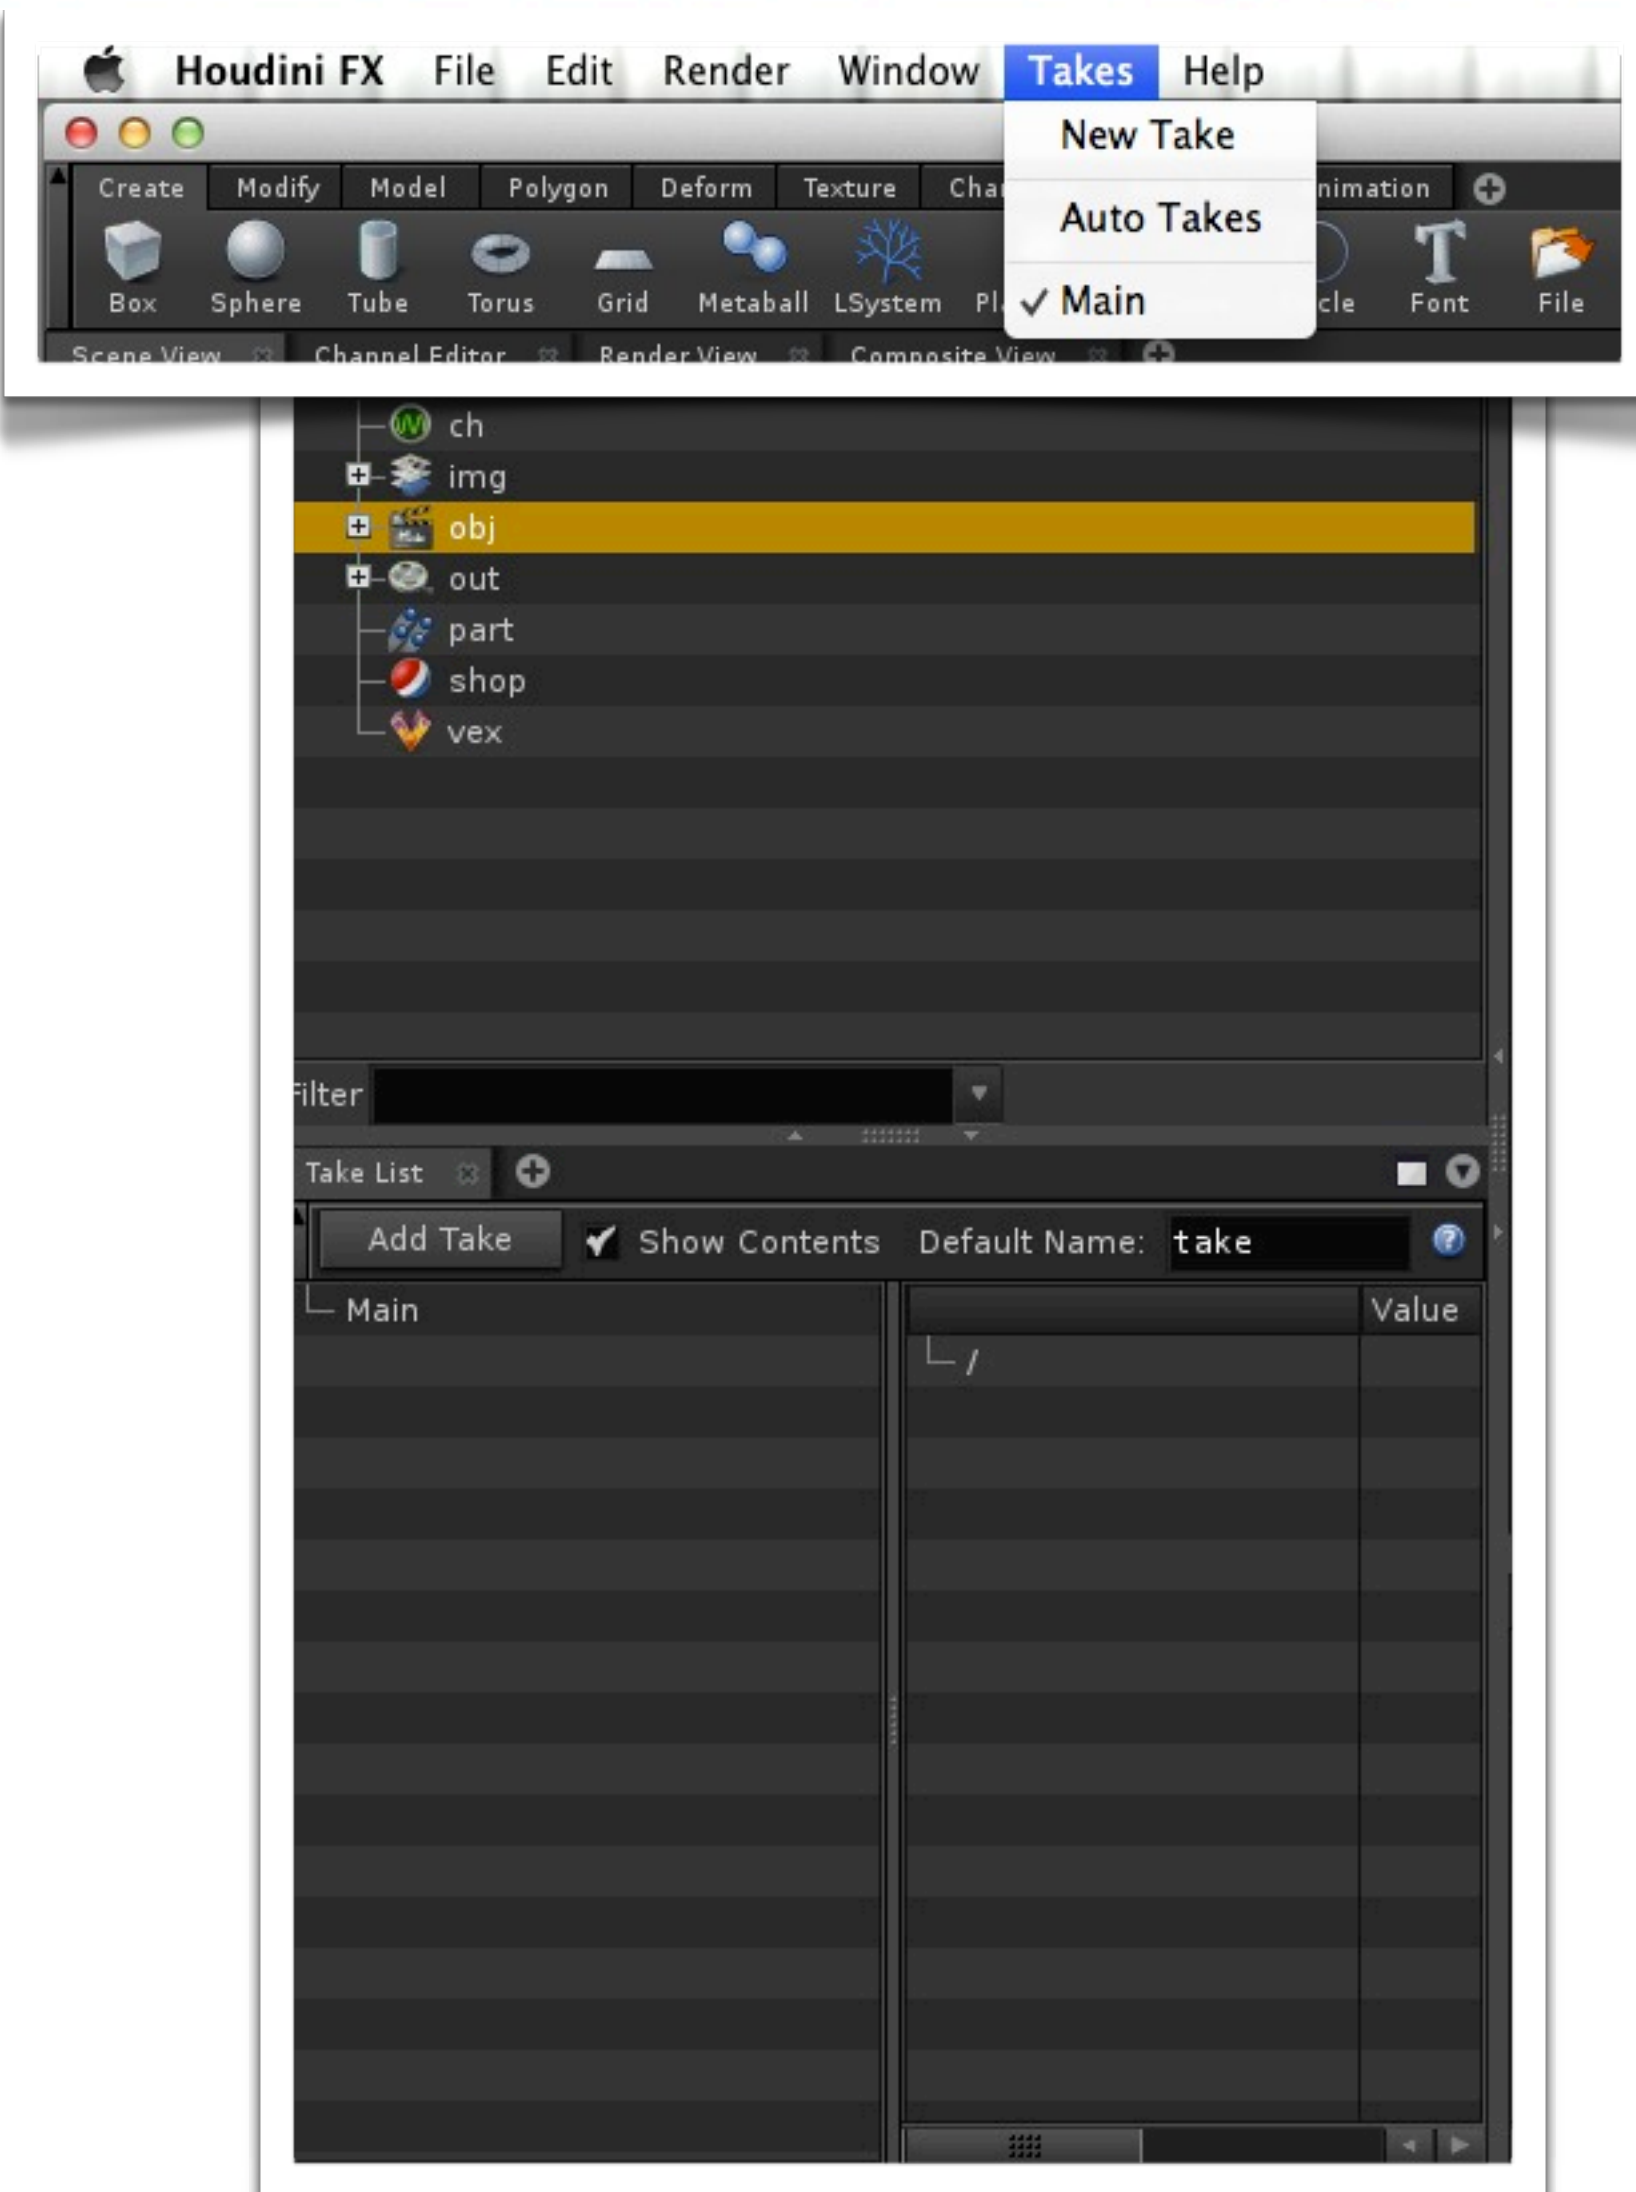 Houdini FX File Edit Render Window Takes Help
New Take
Create Modify Model Polygon Deform Texture Cha nimation
Auto Takes
Box Sphere Tube Torus Grid Metaball LSystem Pl cle Font File
Main
Scene View Channel Editor Render View Composite View
ch
img
obj
out
part
shop
vex
Filter
Take List
Add Take Show Contents Default Name: take
Main Value
/